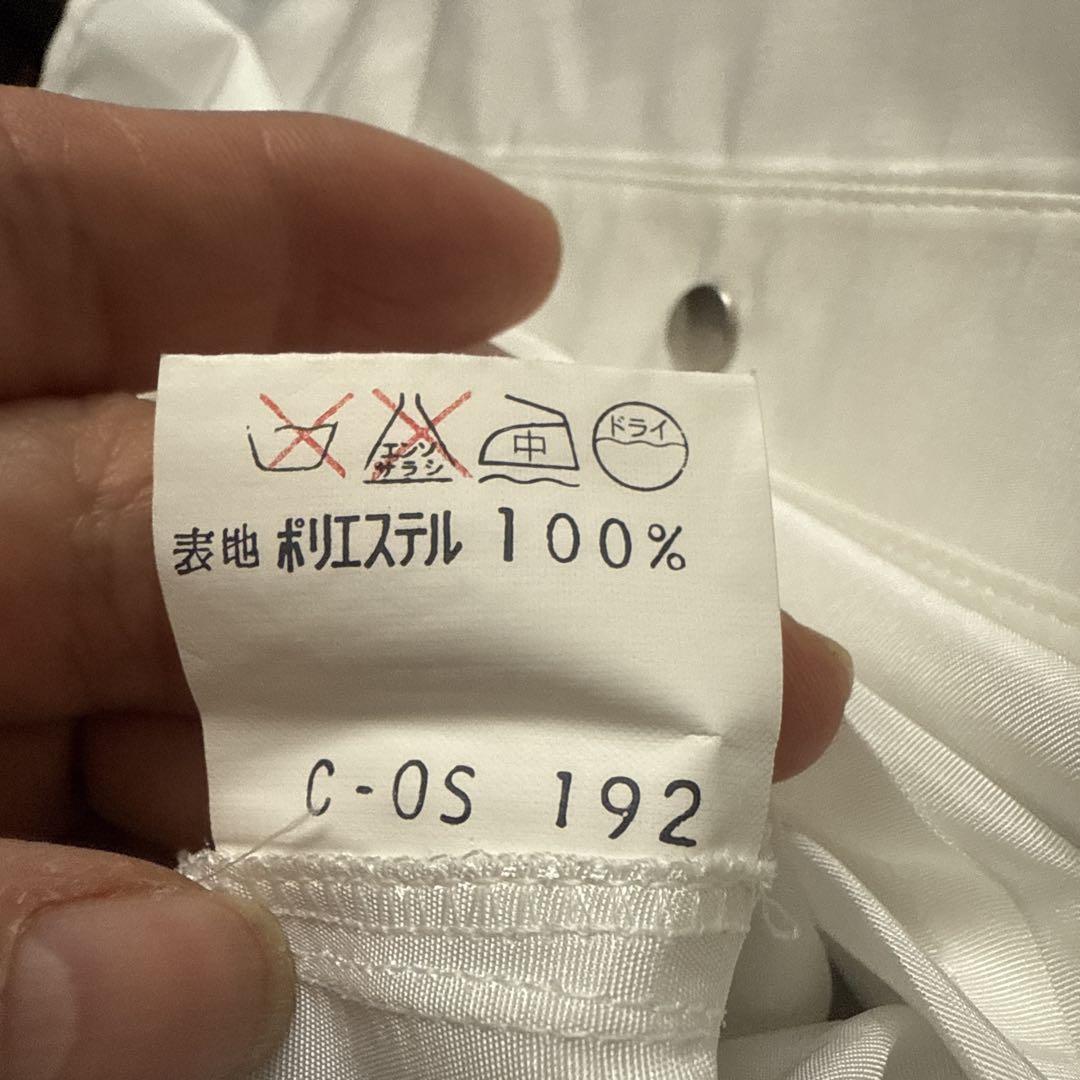 エンソ 中 ドライ
サラシ
表地 ポリエステル 100%
C-OS 192